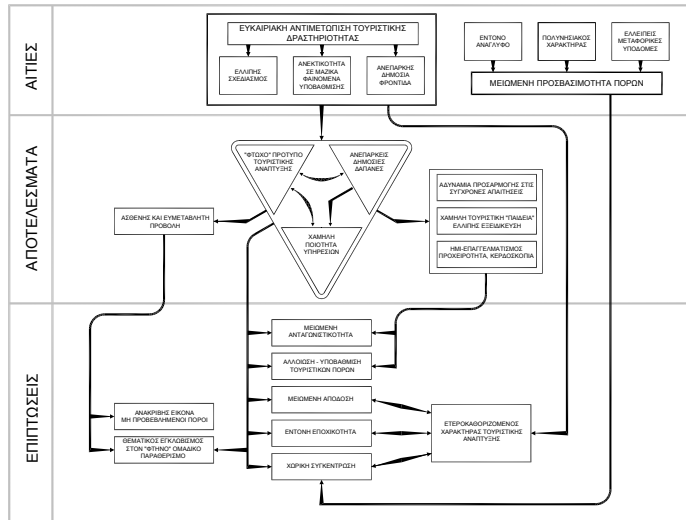 ΑΙΤΙΕΣ
ΕΥΚΑΙΡΙΑΚΗ ΑΝΤΙΜΕΤΩΠΙΣΗ ΤΟΥΡΙΣΤΙΚΗΣ
ΔΡΑΣΤΗΡΙΟΤΗΤΑΣ
ΕΛΛΙΠΗΣ
ΣΧΕΔΙΑΣΜΟΣ
ΑΝΕΚΤΙΚΟΤΗΤΑ
ΣΕ ΜΑΖΙΚΑ
ΦΑΙΝΟΜΕΝΑ
ΥΠΟΒΑΘΜΙΣΗΣ
ΑΝΕΠΑΡΚΗΣ
ΔΗΜΟΣΙΑ
ΦΡΟΝΤΙΔΑ
ΕΝΤΟΝΟ
ΑΝΑΓΛΥΦΟ
ΠΟΛΥΝΗΣΙΑΚΟΣ
ΧΑΡΑΚΤΗΡΑΣ
ΕΛΛΕΙΠΕΙΣ
ΜΕΤΑΦΟΡΙΚΕΣ
ΥΠΟΔΟΜΕΣ
ΜΕΙΩΜΕΝΗ ΠΡΟΣΒΑΣΙΜΟΤΗΤΑ ΠΟΡΩΝ
ΑΠΟΤΕΛΕΣΜΑΤΑ
"ΦΤΩΧΟ" ΠΡΟΤΥΠΟ
ΤΟΥΡΙΣΤΙΚΗΣ
ΑΝΑΠΤΥΞΗΣ
ΑΝΕΠΑΡΚΕΙΣ
ΔΗΜΟΣΙΕΣ
ΔΑΠΑΝΕΣ
ΧΑΜΗΛΗ
ΠΟΙΟΤΗΤΑ
ΥΠΗΡΕΣΙΩΝ
ΑΣΘΕΝΗΣ ΚΑΙ ΕΥΜΕΤΑΒΛΗΤΗ
ΠΡΟΒΟΛΗ
ΑΔΥΝΑΜΙΑ ΠΡΟΣΑΡΜΟΓΗΣ ΣΤΙΣ
ΣΥΓΧΡΟΝΕΣ ΑΠΑΙΤΗΣΕΙΣ
ΧΑΜΗΛΗ ΤΟΥΡΙΣΤΙΚΗ "ΠΑΙΔΕΙΑ"
ΕΛΛΙΠΗΣ ΕΞΕΙΔΙΚΕΥΣΗ
ΗΜΙ-ΕΠΑΓΓΕΛΜΑΤΙΣΜΟΣ
ΠΡΟΧΕΙΡΟΤΗΤΑ, ΚΕΡΔΟΣΚΟΠΙΑ
ΕΠΙΠΤΩΣΕΙΣ
ΜΕΙΩΜΕΝΗ
ΑΝΤΑΓΩΝΙΣΤΙΚΟΤΗΤΑ
ΑΛΛΟΙΩΣΗ - ΥΠΟΒΑΘΜΙΣΗ
ΤΟΥΡΙΣΤΙΚΩΝ ΠΟΡΩΝ
ΜΕΙΩΜΕΝΗ ΑΠΟΔΟΣΗ
ΕΝΤΟΝΗ ΕΠΟΧΙΚΟΤΗΤΑ
ΧΩΡΙΚΗ ΣΥΓΚΕΝΤΡΩΣΗ
ΑΝΑΚΡΙΒΗΣ ΕΙΚΟΝΑ
ΜΗ ΠΡΟΒΕΒΛΗΜΕΝΟΙ ΠΟΡΟΙ
ΘΕΜΑΤΙΚΟΣ ΕΓΚΛΩΒΙΣΜΟΣ
ΣΤΟΝ "ΦΤΗΝΟ" ΟΜΑΔΙΚΟ
ΠΑΡΑΘΕΡΙΣΜΟ
ΕΤΕΡΟΚΑΘΟΡΙΖΟΜΕΝΟΣ
ΧΑΡΑΚΤΗΡΑΣ ΤΟΥΡΙΣΤΙΚΗΣ
ΑΝΑΠΤΥΞΗΣ